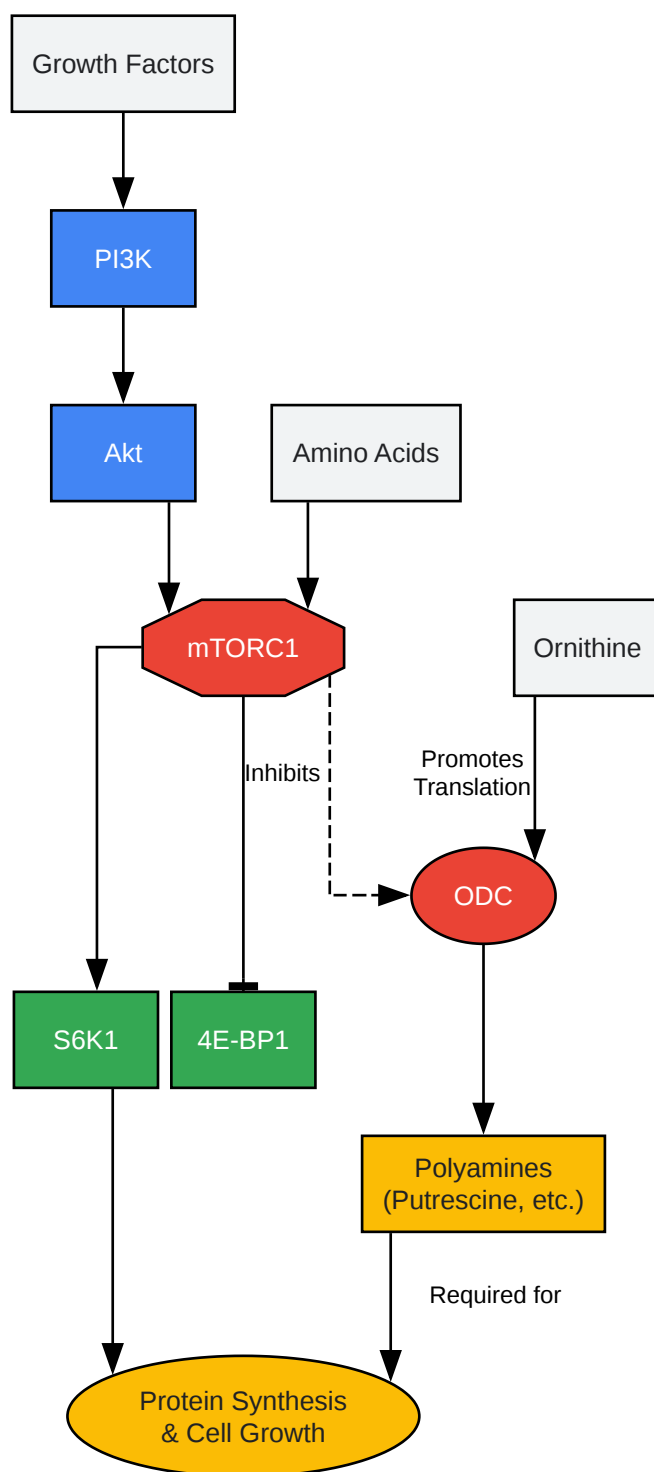 Growth Factors
PI3K
Akt
Amino Acids
mTORC1
Ornithine
Inhibits
Promotes
Translation
ODC
S6K1
4E-BP1
Polyamines
(Putrescine, etc.)
Required for
Protein Synthesis
& Cell Growth